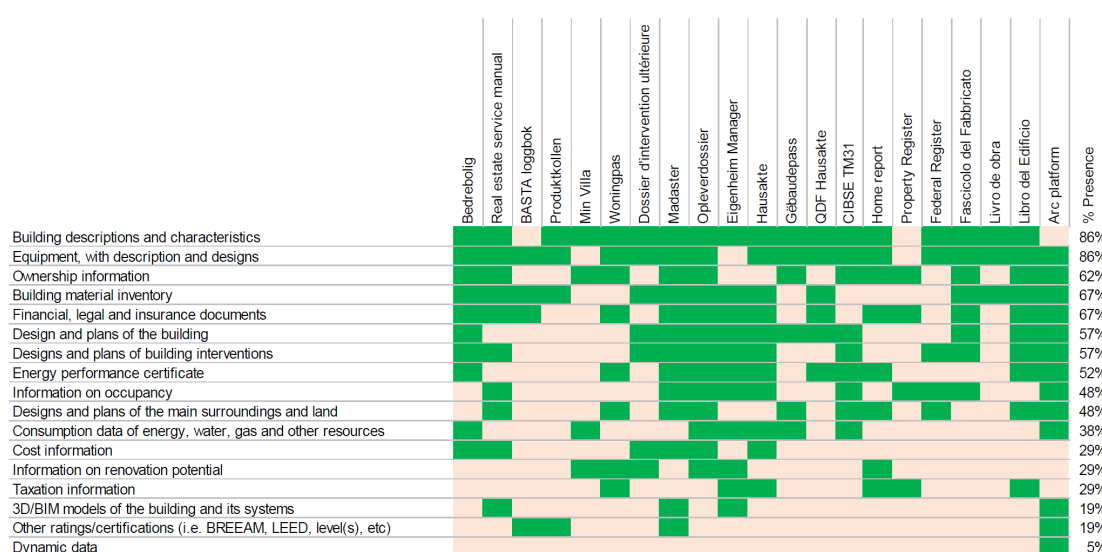 Bedrebolig
Real estate service manual
BASTA loggbok
Produktkollen
Min Villa
Woningpas
Dossier d'intervention ultérieure
Madaster
Opleverdossier
Eigenheim Manager
Hausakte
Gëbaudepass
QDF Hausakte
CIBSE TM31
Home report
Property Register
Federal Register
Fascicolo del Fabbricato
Livro de obra
Libro del Edificio
Arc platform
% Presence
Building descriptions and characteristics 86%
Equipment, with description and designs 86%
Ownership information 62%
Building material inventory 67%
Financial, legal and insurance documents 67%
Design and plans of the building 57%
Designs and plans of building interventions 57%
Energy performance certificate 52%
Information on occupancy 48%
Designs and plans of the main surroundings and land 48%
Consumption data of energy, water, gas and other resources 38%
Cost information 29%
Information on renovation potential 29%
Taxation information 29%
3D/BIM models of the building and its systems 19%
Other ratings/certifications (i.e. BREEAM, LEED, level(s), etc) 19%
Dynamic data 5%